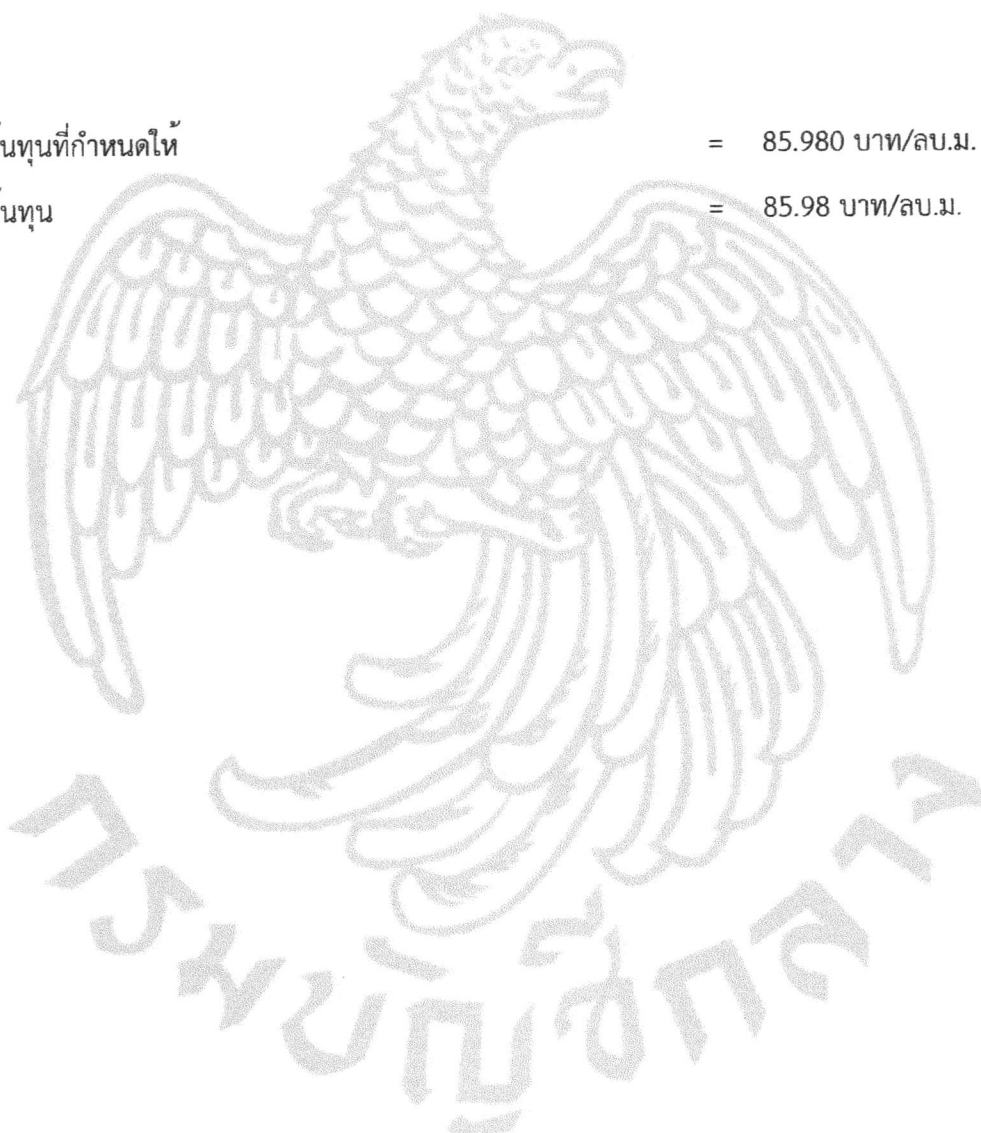 ้นทุนที่กำหนดให้ = 85.980 บาท/ลบ.ม.
้นทุน = 85.98 บาท/ลบ.ม.
กรมบัญชีกลาง